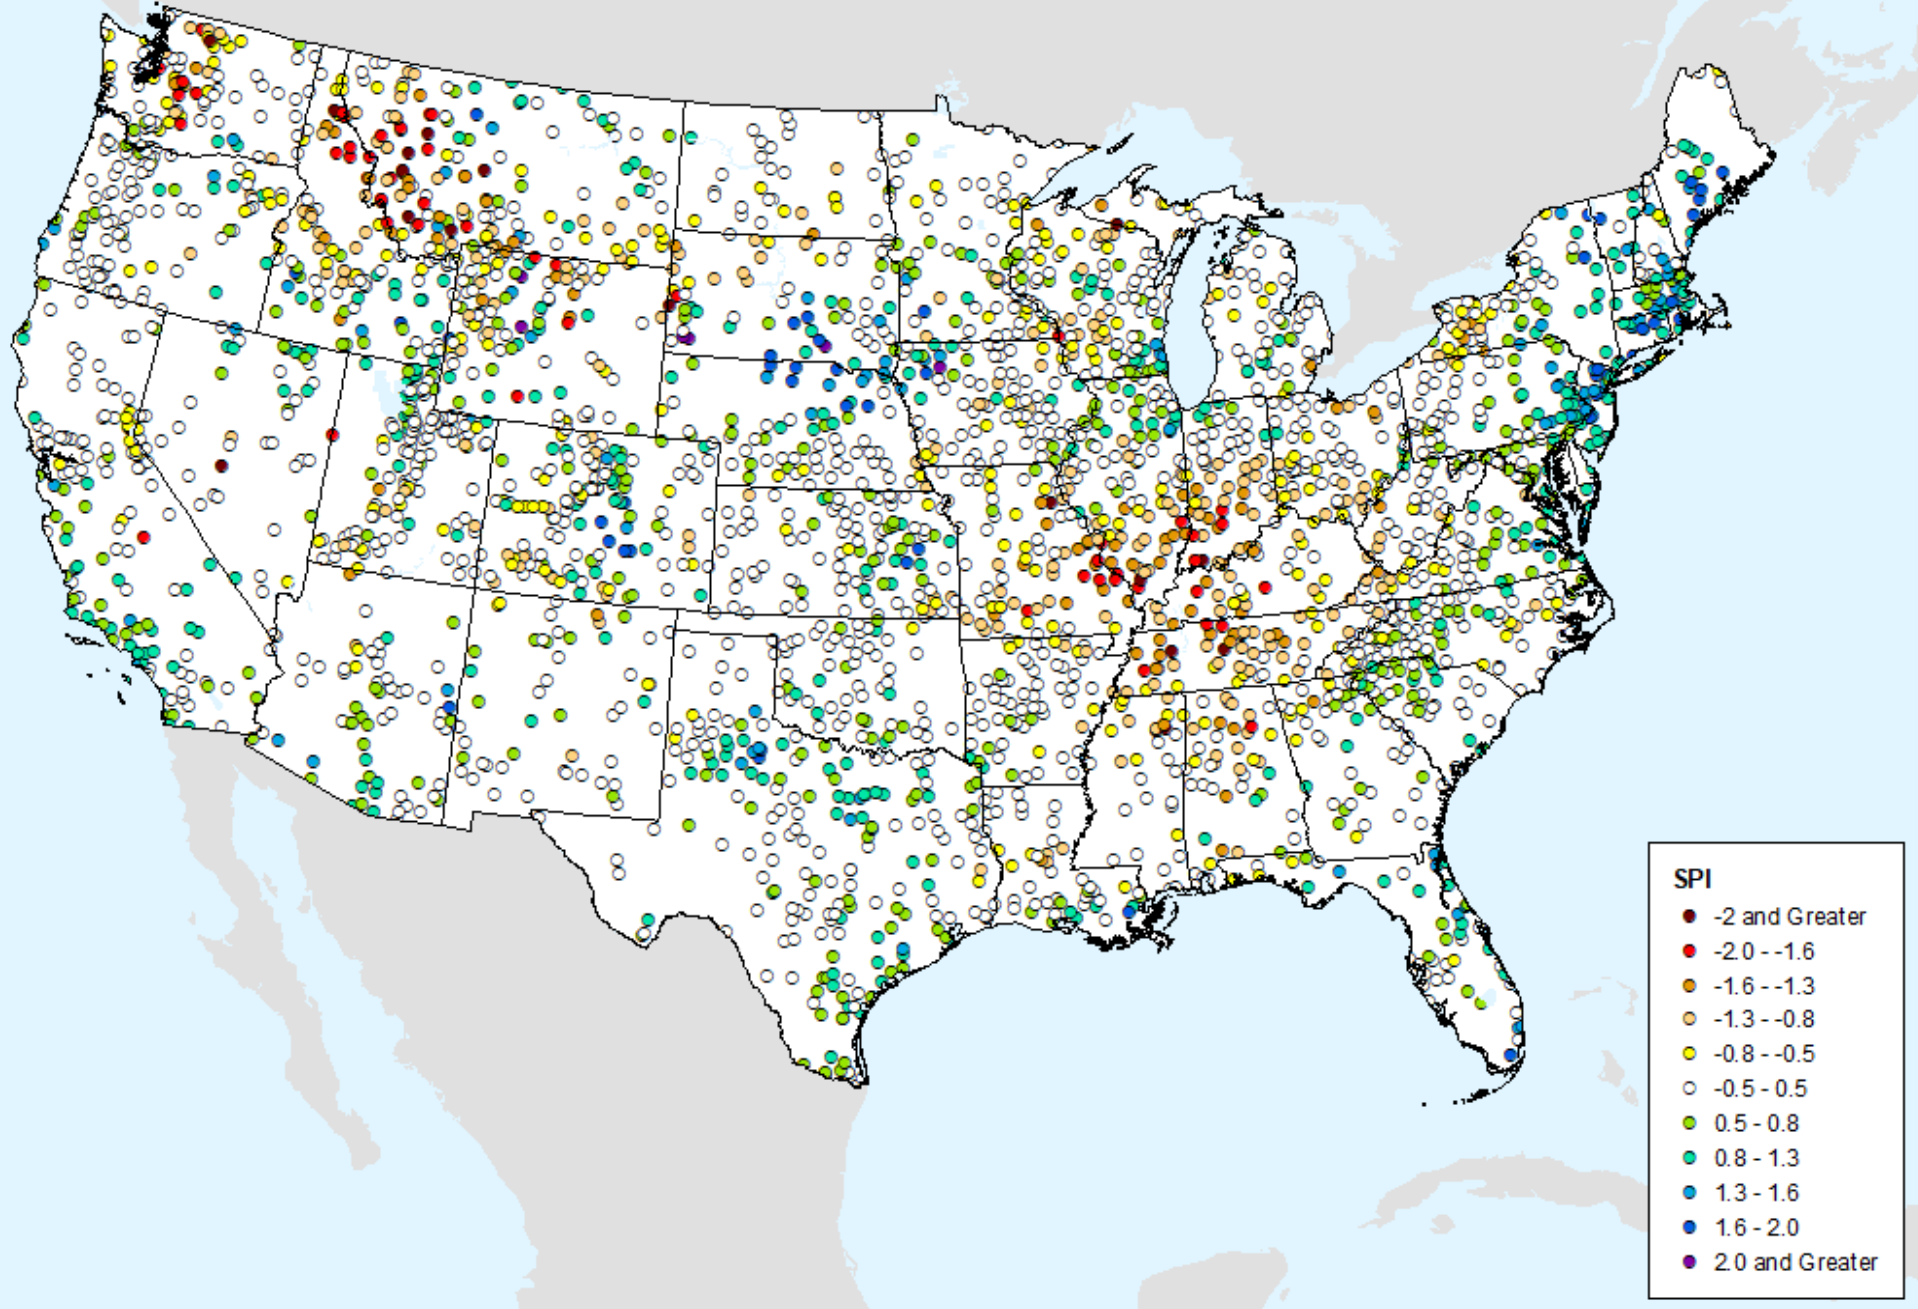 SPI
-2 and Greater
-2.0 - -1.6
-1.6 - -1.3
-1.3 - -0.8
-0.8 - -0.5
-0.5 - 0.5
0.5 - 0.8
0.8 - 1.3
1.3 - 1.6
1.6 - 2.0
2.0 and Greater